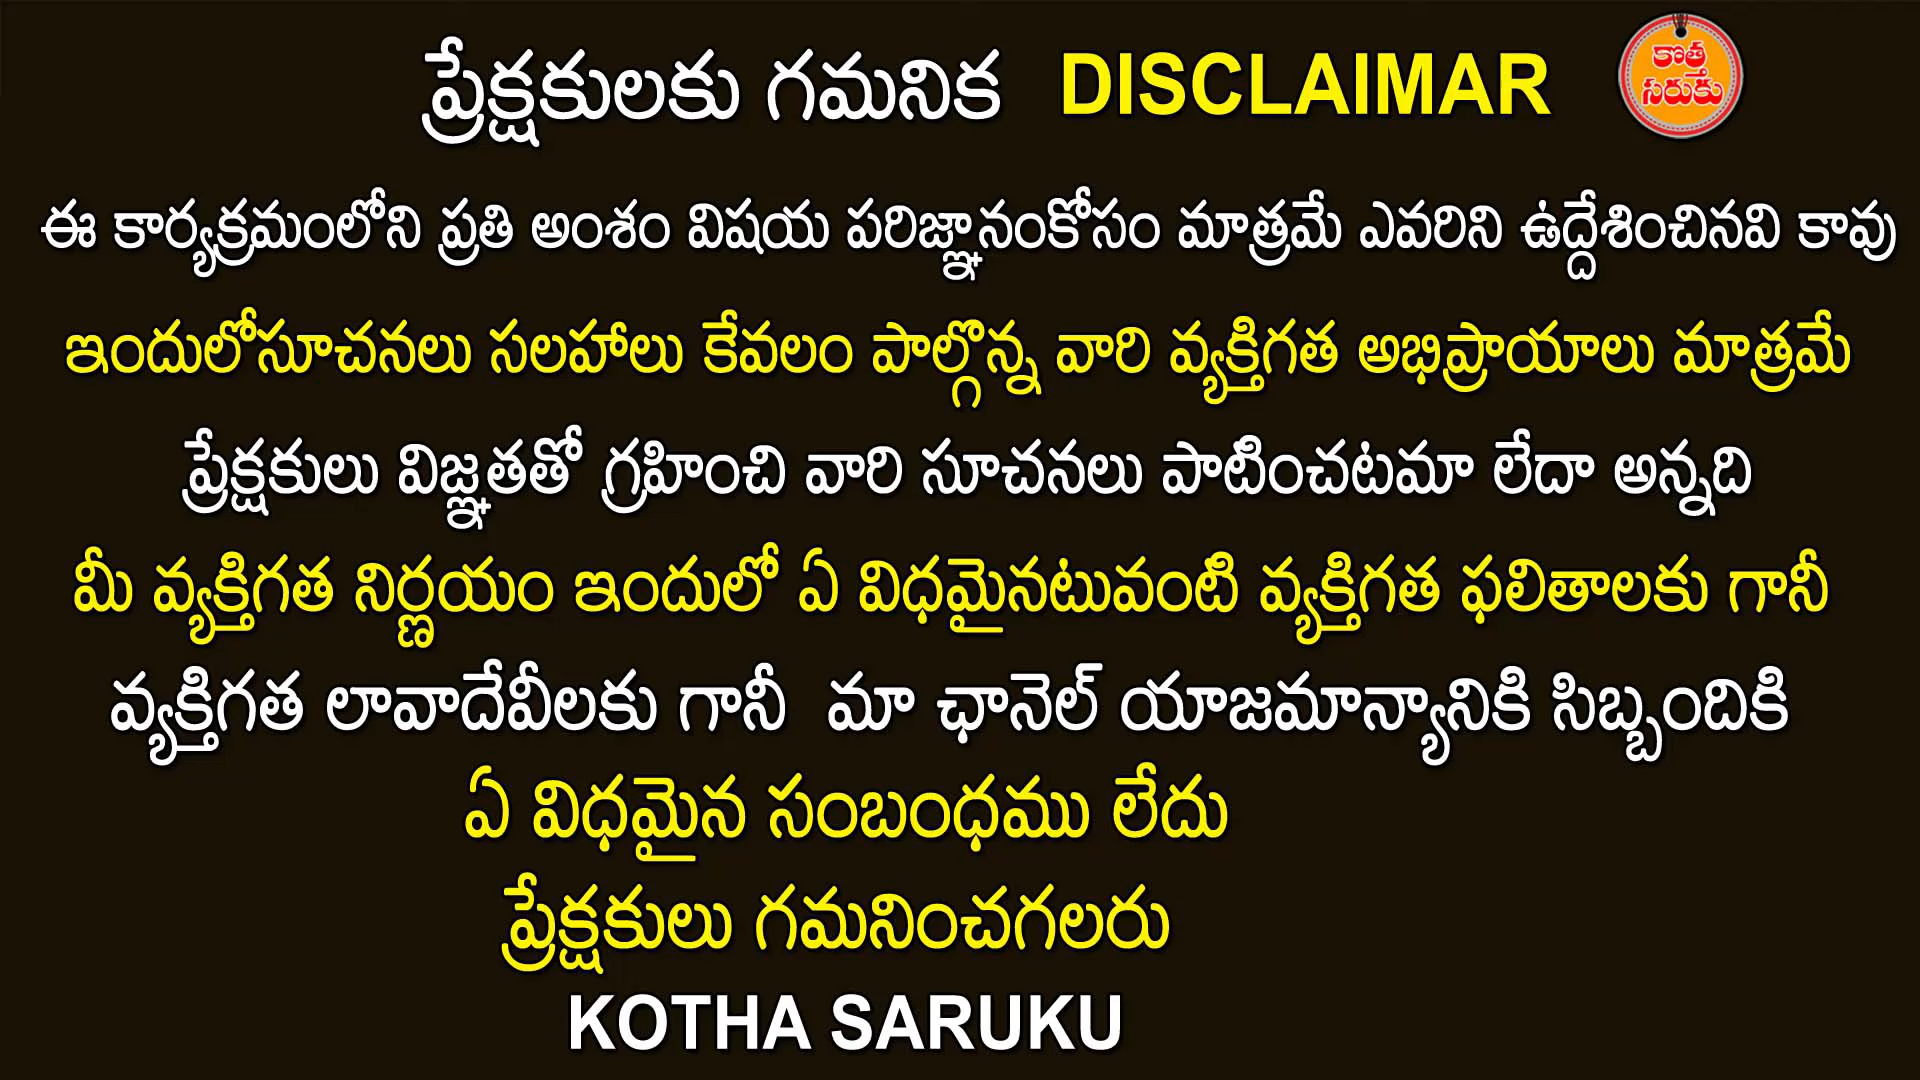 ప్రేక్షకులకు గమనిక DISCLAIMAR
కొత్త
సరుకు
ఈ కార్యక్రమంలోని ప్రతి అంశం విషయ పరిజ్ఞానంకోసం మాత్రమే ఎవరిని ఉద్దేశించినవి కావు
ఇందులోసూచనలు సలహాలు కేవలం పాల్గొన్న వారి వ్యక్తిగత అభిప్రాయాలు మాత్రమే
ప్రేక్షకులు విజ్ఞతతో గ్రహించి వారి సూచనలు పాటించటమా లేదా అన్నది
మీ వ్యక్తిగత నిర్ణయం ఇందులో ఏ విధమైనటువంటి వ్యక్తిగత ఫలితాలకు గానీ
వ్యక్తిగత లావాదేవీలకు గానీ మా ఛానెల్ యాజమాన్యానికి సిబ్బందికి
ఏ విధమైన సంబంధము లేదు
ప్రేక్షకులు గమనించగలరు
KOTHA SARUKU